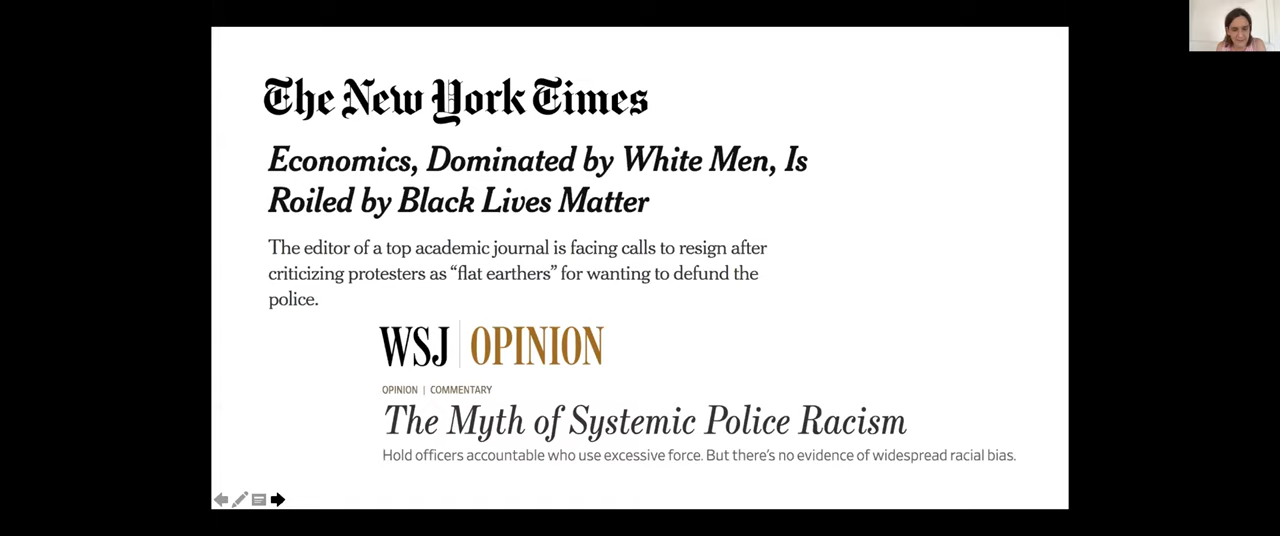 The New York Times
Economics, Dominated by White Men, Is
Roiled by Black Lives Matter
The editor of a top academic journal is facing calls to resign after
criticizing protesters as “flat earthers” for wanting to defund the
police.
WSJ | OPINION
OPINION | COMMENTARY
The Myth of Systemic Police Racism
Hold officers accountable who use excessive force. But there’s no evidence of widespread racial bias.